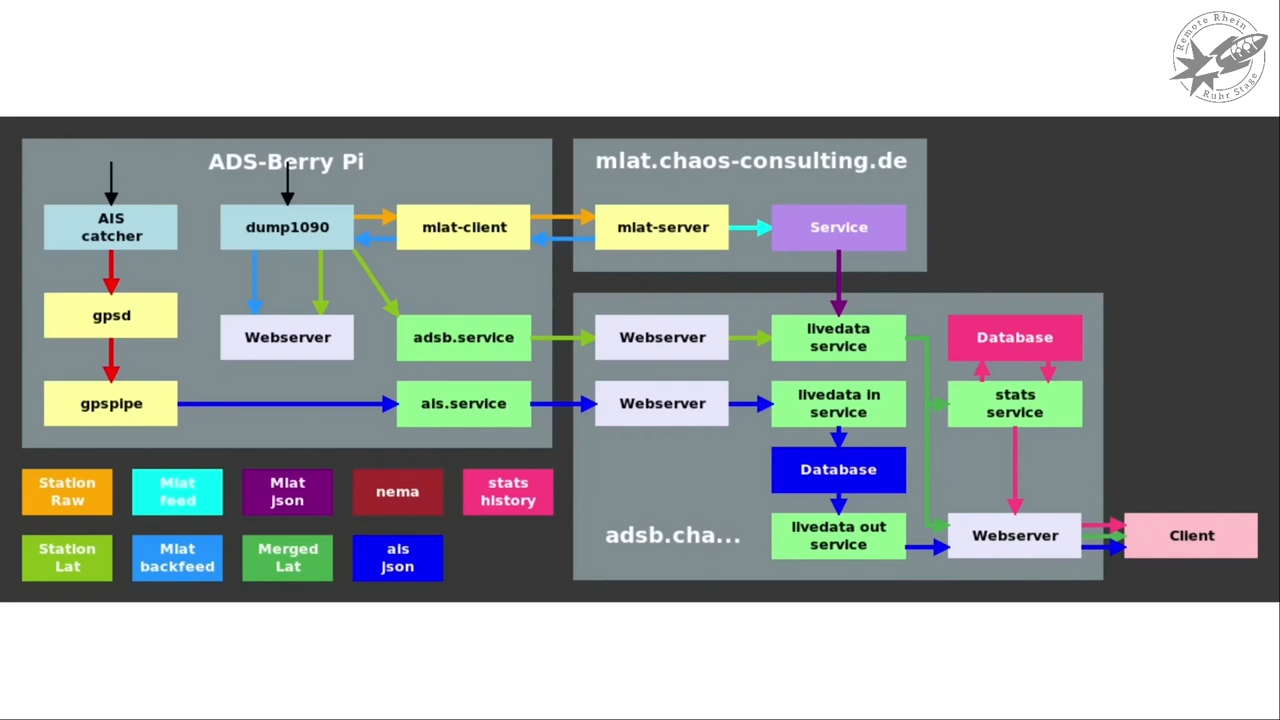 Remote Rhein
Ruhr Stage
ADS-Berry Pi
mlat.chaos-consulting.de
AIS
catcher
dump1090
mlat-client
mlat-server
Service
gpsd
Webserver
adsb.service
Webserver
livedata
service
Database
gpspipe
ais.service
Webserver
livedata in
service
stats
service
Database
adsb.cha...
livedata out
service
Webserver
Client
Station
Raw
Mlat
feed
Mlat
json
nema
stats
history
Station
Lat
Mlat
backfeed
Merged
Lat
ais
json